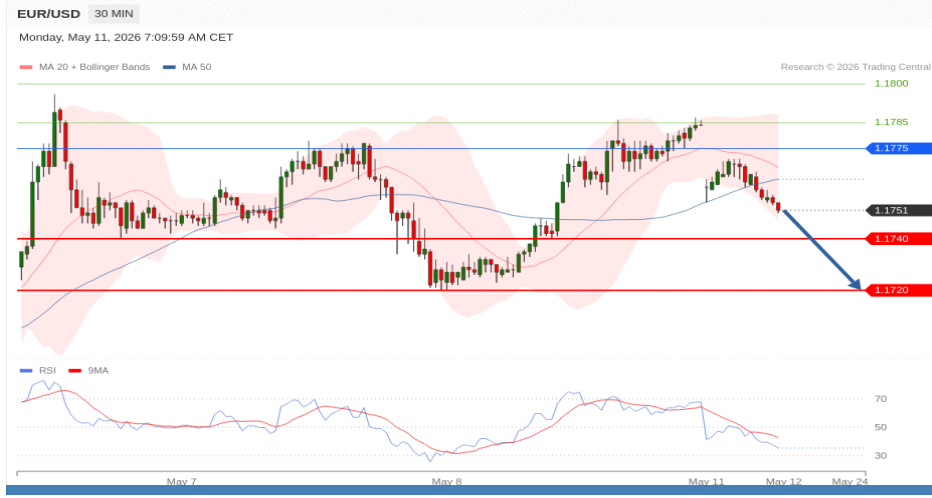 EUR/USD 30 MIN
Monday, May 11, 2026 7:09:59 AM CET
MA 20 + Bollinger Bands MA 50 Research © 2026 Trading Central
1.1800
1.1785
1.1775
1.1751
1.1740
1.1720
RSI 9MA
70
50
30
May 7 May 8 May 11 May 12 May 24